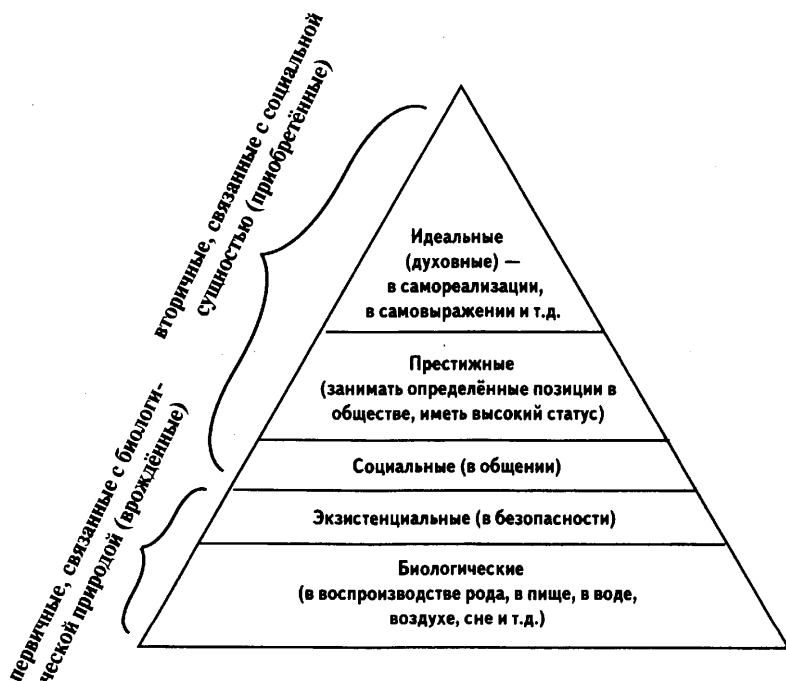 вторичные, связанные с социальной
сущностью (приобретённые)
Идеальные
(духовные) —
в самореализации,
в самовыражении и т.д.
Престижные
(занимать определённые позиции в
обществе, иметь высокий статус)
Социальные (в общении)
первичные, связанные с биологи-
ческой природой (врождённые)
Экзистенциальные (в безопасности)
Биологические
(в воспроизводстве рода, в пище, в воде,
воздухе, сне и т.д.)